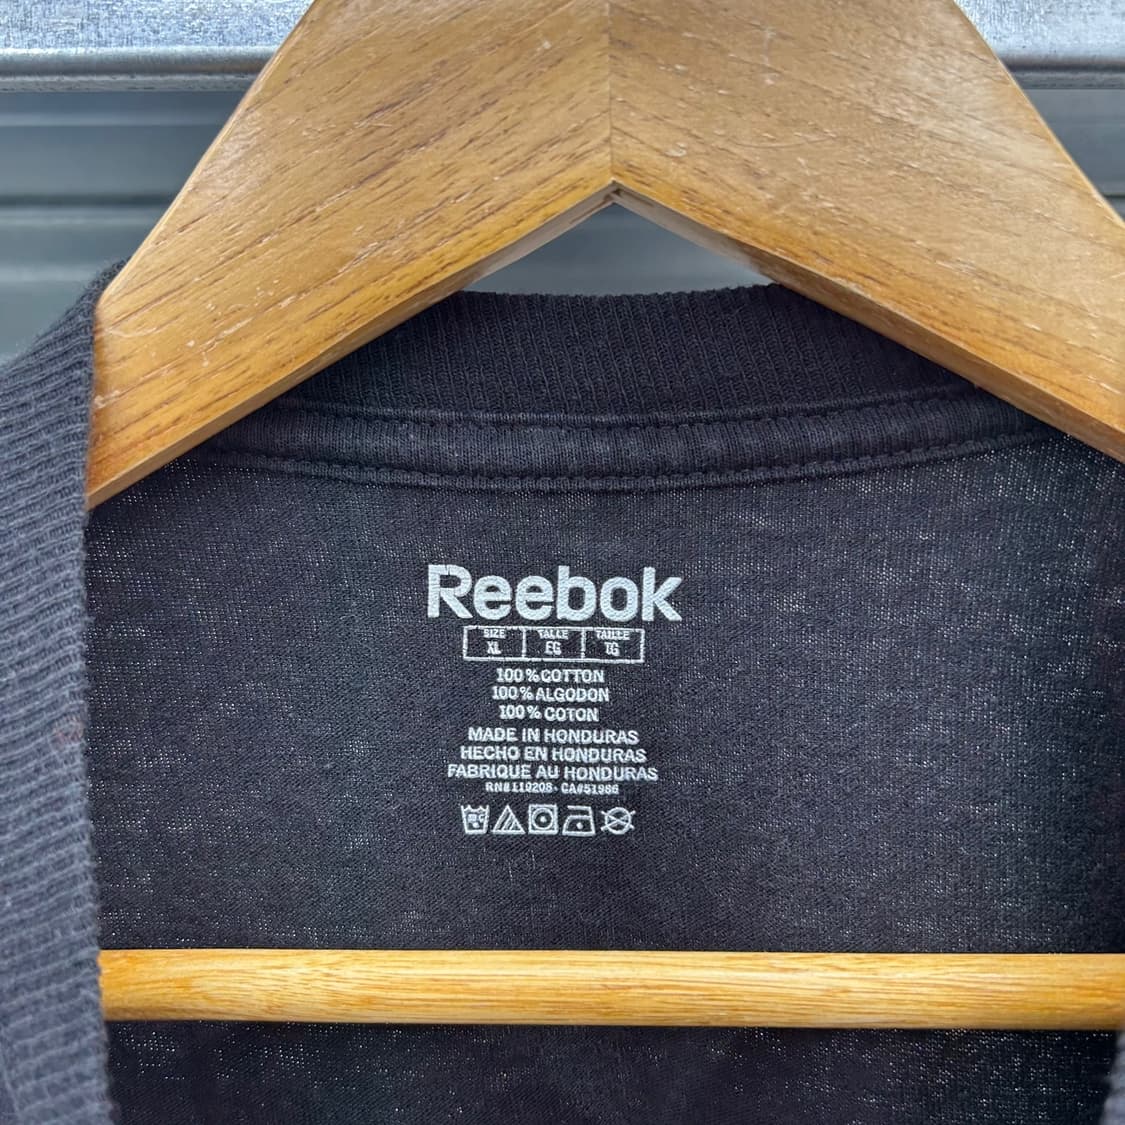 Reebok
SIZE TALLE TAILLE
XL EG TG
100% COTTON
100% ALGODON
100% COTON
MADE IN HONDURAS
HECHO EN HONDURAS
FABRIQUE AU HONDURAS
RN#110208 · CA#51986